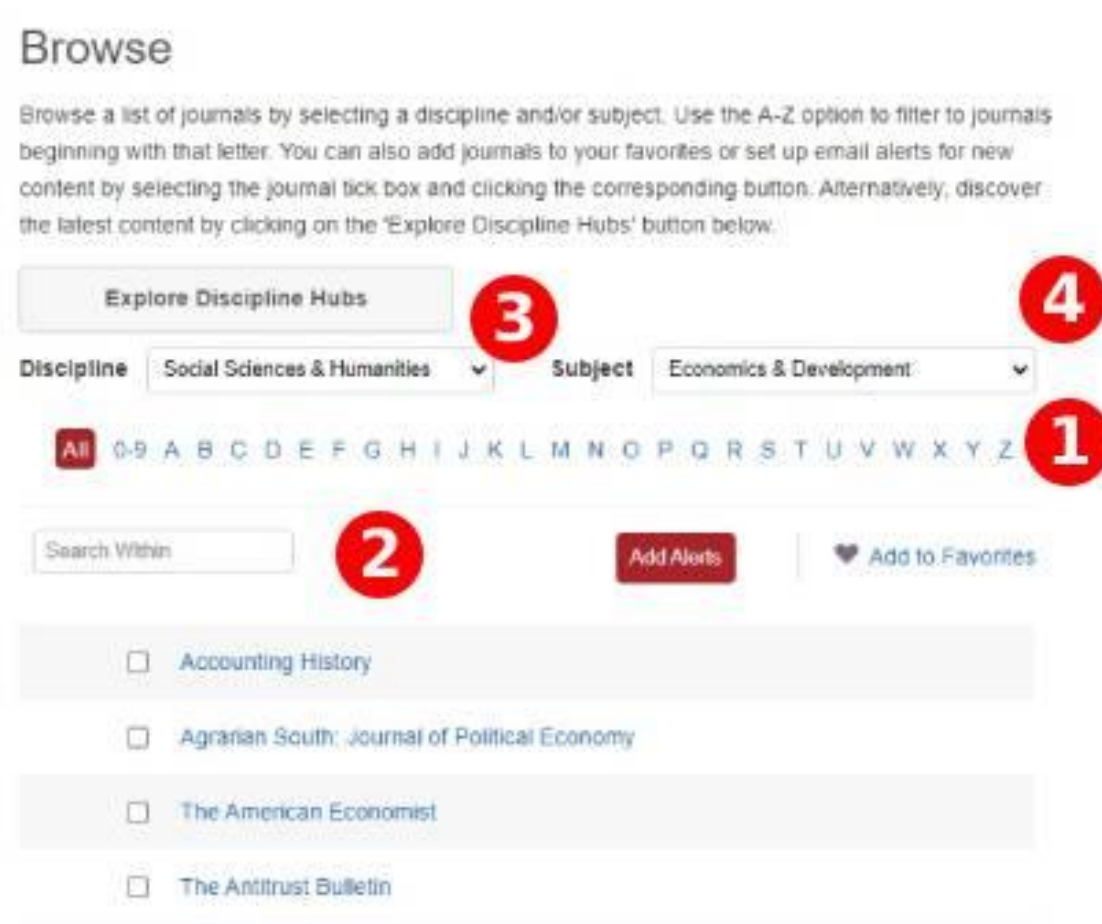 Browse
Browse a list of journals by selecting a discipline and/or subject. Use the A-Z option to filter to journals
beginning with that letter. You can also add journals to your favorites or set up email alerts for new
content by selecting the journal tick box and clicking the corresponding button. Alternatively, discover
the latest content by clicking on the 'Explore Discipline Hubs' button below.
Explore Discipline Hubs 3 4
Discipline Social Sciences & Humanities Subject Economics & Development
All 0-9 A B C D E F G H I J K L M N O P Q R S T U V W X Y Z 1
Search Within 2 Add Alerts Add to Favorites
Accounting History
Agrarian South: Journal of Political Economy
The American Economist
The Antitrust Bulletin